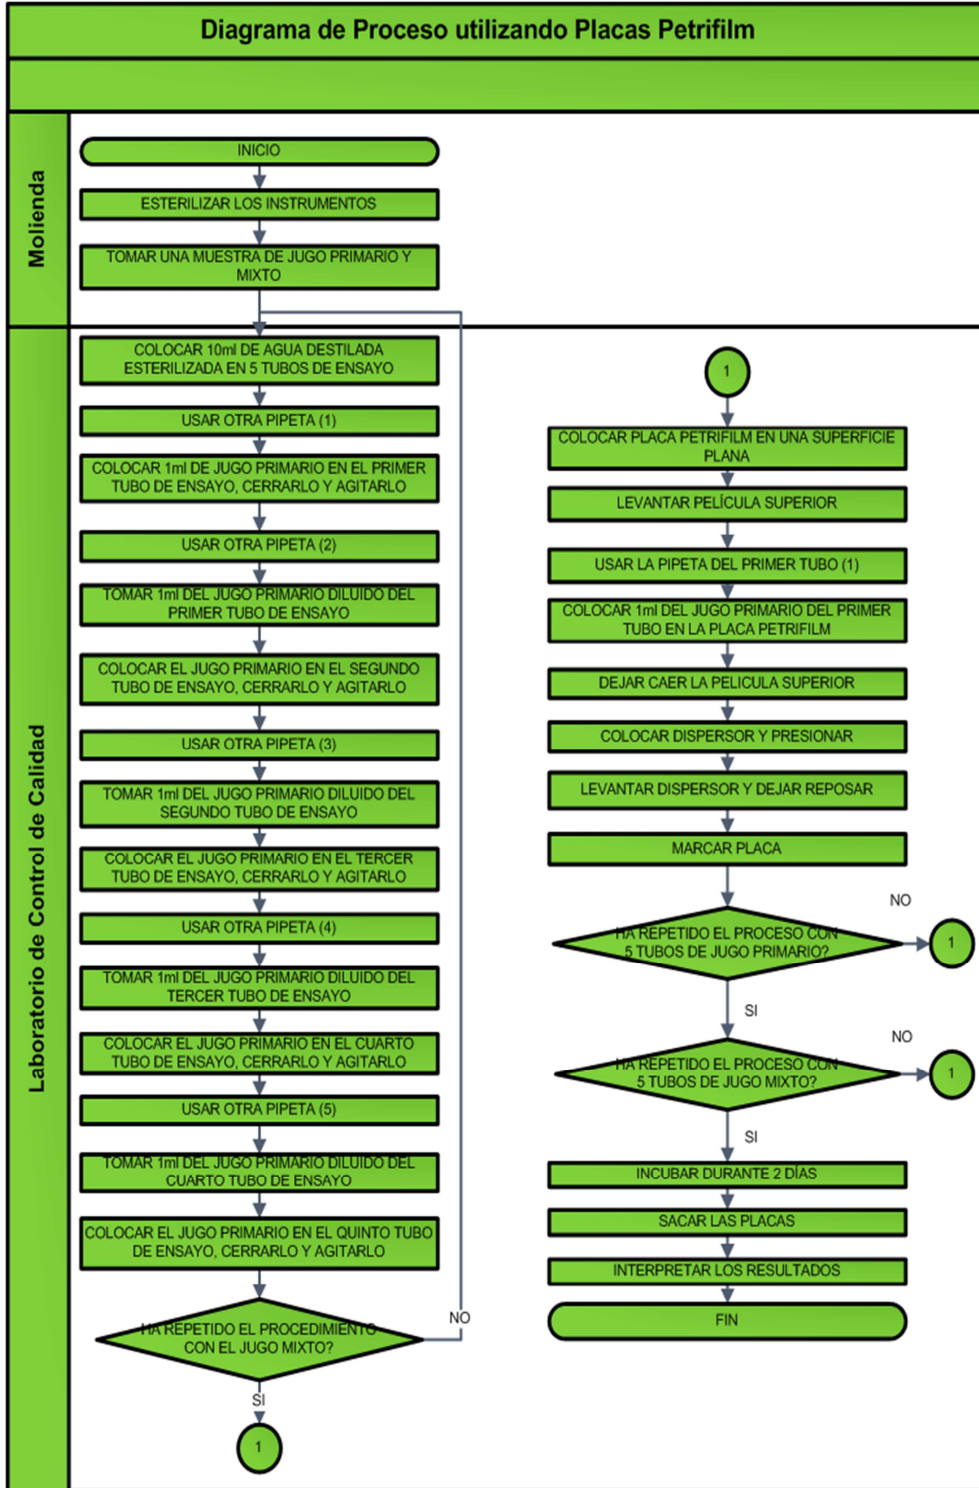 Diagrama de Proceso utilizando Placas Petrifilm
Molienda
INICIO
ESTERILIZAR LOS INSTRUMENTOS
TOMAR UNA MUESTRA DE JUGO PRIMARIO Y
MIXTO
Laboratorio de Control de Calidad
COLOCAR 10ml DE AGUA DESTILADA
ESTERILIZADA EN 5 TUBOS DE ENSAYO
USAR OTRA PIPETA (1)
COLOCAR 1ml DE JUGO PRIMARIO EN EL PRIMER
TUBO DE ENSAYO, CERRARLO Y AGITARLO
USAR OTRA PIPETA (2)
TOMAR 1ml DEL JUGO PRIMARIO DILUIDO DEL
PRIMER TUBO DE ENSAYO
COLOCAR EL JUGO PRIMARIO EN EL SEGUNDO
TUBO DE ENSAYO, CERRARLO Y AGITARLO
USAR OTRA PIPETA (3)
TOMAR 1ml DEL JUGO PRIMARIO DILUIDO DEL
SEGUNDO TUBO DE ENSAYO
COLOCAR EL JUGO PRIMARIO EN EL TERCER
TUBO DE ENSAYO, CERRARLO Y AGITARLO
USAR OTRA PIPETA (4)
TOMAR 1ml DEL JUGO PRIMARIO DILUIDO DEL
TERCER TUBO DE ENSAYO
COLOCAR EL JUGO PRIMARIO EN EL CUARTO
TUBO DE ENSAYO, CERRARLO Y AGITARLO
USAR OTRA PIPETA (5)
TOMAR 1ml DEL JUGO PRIMARIO DILUIDO DEL
CUARTO TUBO DE ENSAYO
COLOCAR EL JUGO PRIMARIO EN EL QUINTO TUBO
DE ENSAYO, CERRARLO Y AGITARLO
HA REPETIDO EL PROCEDIMIENTO
CON EL JUGO MIXTO?
NO
SI
1
1
COLOCAR PLACA PETRIFILM EN UNA SUPERFICIE
PLANA
LEVANTAR PELÍCULA SUPERIOR
USAR LA PIPETA DEL PRIMER TUBO (1)
COLOCAR 1ml DEL JUGO PRIMARIO DEL PRIMER
TUBO EN LA PLACA PETRIFILM
DEJAR CAER LA PELICULA SUPERIOR
COLOCAR DISPERSOR Y PRESIONAR
LEVANTAR DISPERSOR Y DEJAR REPOSAR
MARCAR PLACA
HA REPETIDO EL PROCESO CON
5 TUBOS DE JUGO PRIMARIO?
NO
1
SI
HA REPETIDO EL PROCESO CON
5 TUBOS DE JUGO MIXTO?
NO
1
SI
INCUBAR DURANTE 2 DÍAS
SACAR LAS PLACAS
INTERPRETAR LOS RESULTADOS
FIN